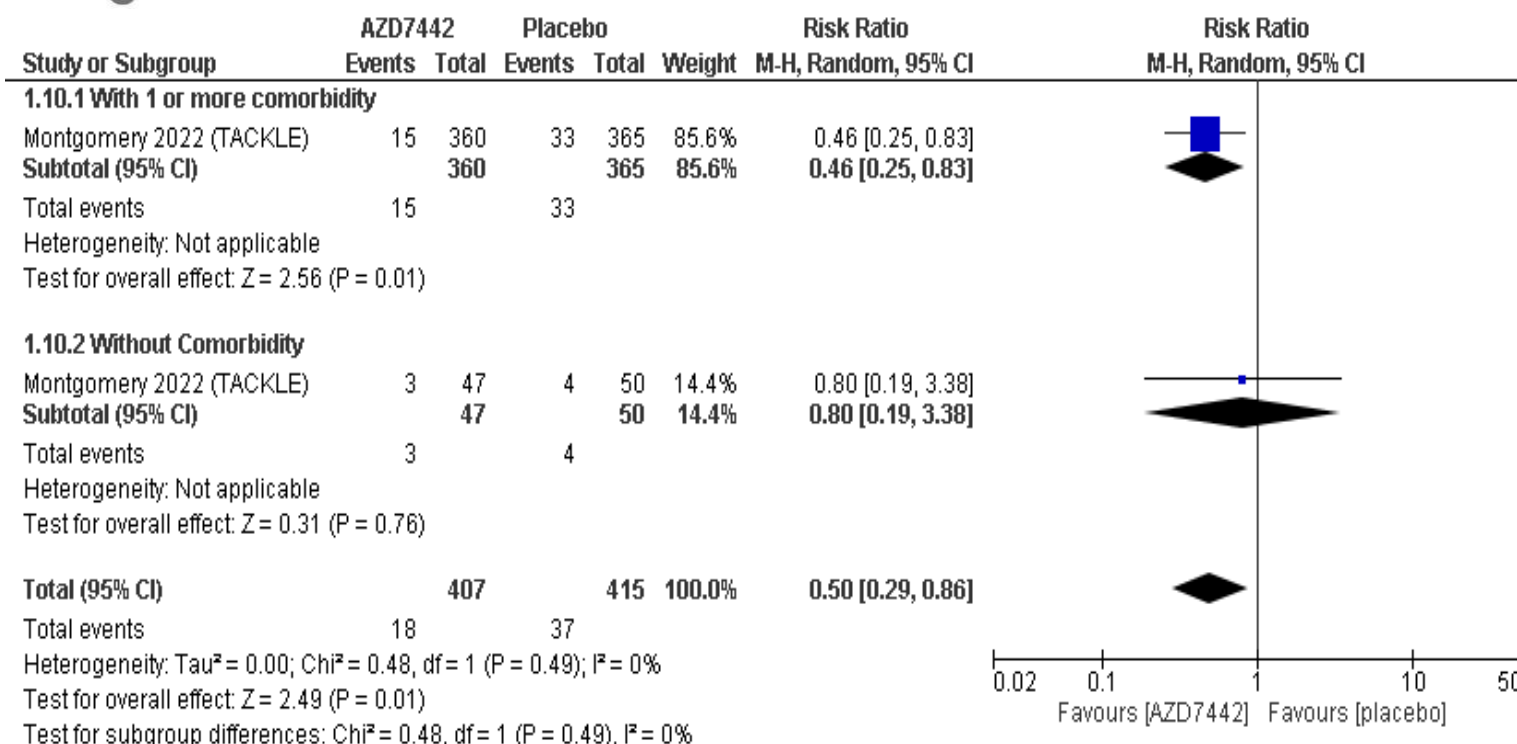 AZD7442 Placebo Risk Ratio Risk Ratio
Study or Subgroup Events Total Events Total Weight M-H, Random, 95% CI M-H, Random, 95% CI
1.10.1 With 1 or more comorbidity
Montgomery 2022 (TACKLE) 15 360 33 365 85.6% 0.46 [0.25, 0.83]
Subtotal (95% CI) 360 365 85.6% 0.46 [0.25, 0.83]
Total events 15 33
Heterogeneity: Not applicable
Test for overall effect: Z = 2.56 (P = 0.01)
1.10.2 Without Comorbidity
Montgomery 2022 (TACKLE) 3 47 4 50 14.4% 0.80 [0.19, 3.38]
Subtotal (95% CI) 47 50 14.4% 0.80 [0.19, 3.38]
Total events 3 4
Heterogeneity: Not applicable
Test for overall effect: Z = 0.31 (P = 0.76)
Total (95% CI) 407 415 100.0% 0.50 [0.29, 0.86]
Total events 18 37
Heterogeneity: Tau² = 0.00; Chi² = 0.48, df = 1 (P = 0.49); I² = 0%
Test for overall effect: Z = 2.49 (P = 0.01)
Test for subgroup differences: Chi² = 0.48, df = 1 (P = 0.49), I² = 0%
0.02 0.1 1 10 50
Favours [AZD7442] Favours [placebo]